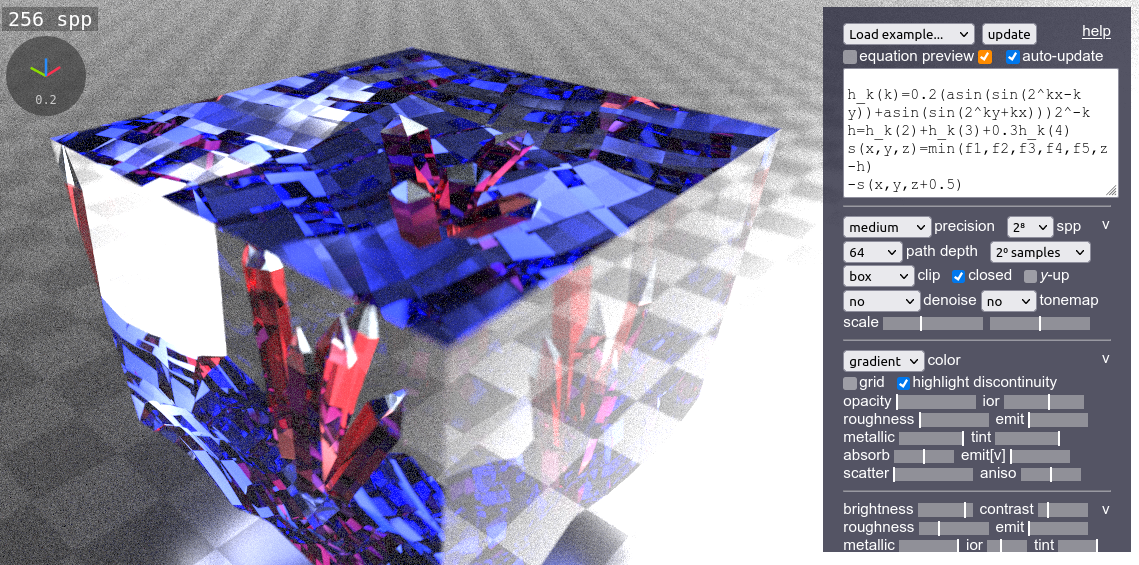 256 spp
0.2
Load example... update help
equation preview auto-update
h_k(k)=0.2(asin(sin(2^kx-k
y))+asin(sin(2^ky+kx)))2^-k
h=h_k(2)+h_k(3)+0.3h_k(4)
s(x,y,z)=min(f1,f2,f3,f4,f5,z
-h)
-s(x,y,z+0.5)
medium precision 2⁸ spp v
64 path depth 2⁰ samples
box clip closed y-up
no denoise no tonemap
scale
gradient color v
grid highlight discontinuity
opacity ior
roughness emit
metallic tint
absorb emit[v]
scatter aniso
brightness contrast v
roughness emit
metallic ior tint